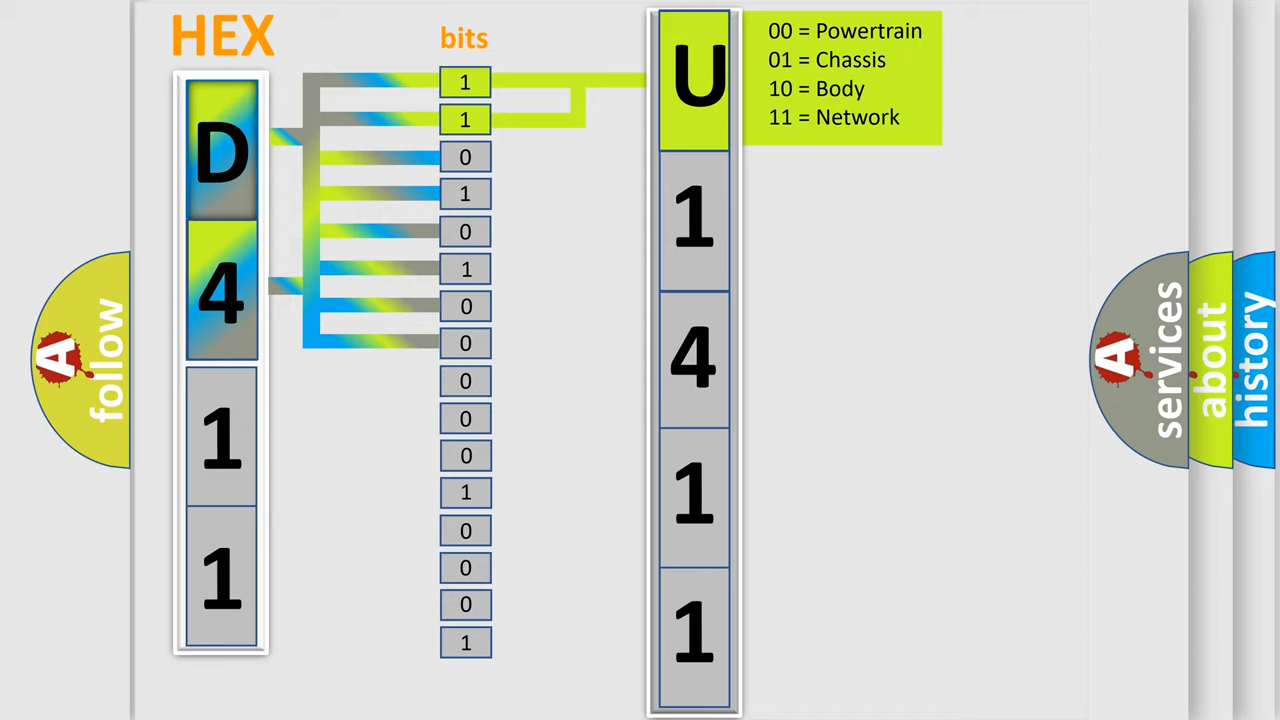 HEX
bits
D
4
1
1
1
1
0
1
0
1
0
0
0
0
0
1
0
0
0
1
U
1
4
1
1
00 = Powertrain
01 = Chassis
10 = Body
11 = Network
A
follow
A
services
about
history